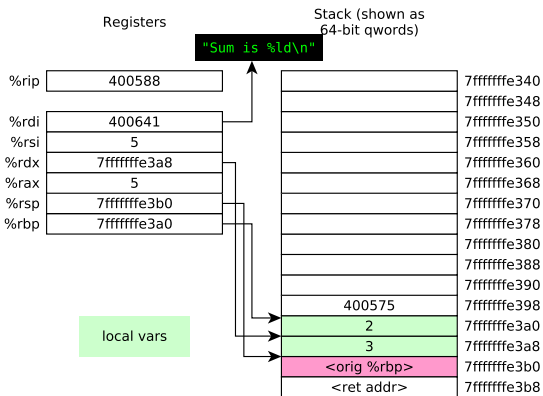 Registers
Stack (shown as
64-bit qwords)
"Sum is %ld\n"
%rip 400588
%rdi 400641
%rsi 5
%rdx 7fffffffe3a8
%rax 5
%rsp 7fffffffe3b0
%rbp 7fffffffe3a0
local vars
7fffffffe340
7fffffffe348
7fffffffe350
7fffffffe358
7fffffffe360
7fffffffe368
7fffffffe370
7fffffffe378
7fffffffe380
7fffffffe388
7fffffffe390
400575 7fffffffe398
2 7fffffffe3a0
3 7fffffffe3a8
<orig %rbp> 7fffffffe3b0
<ret addr> 7fffffffe3b8